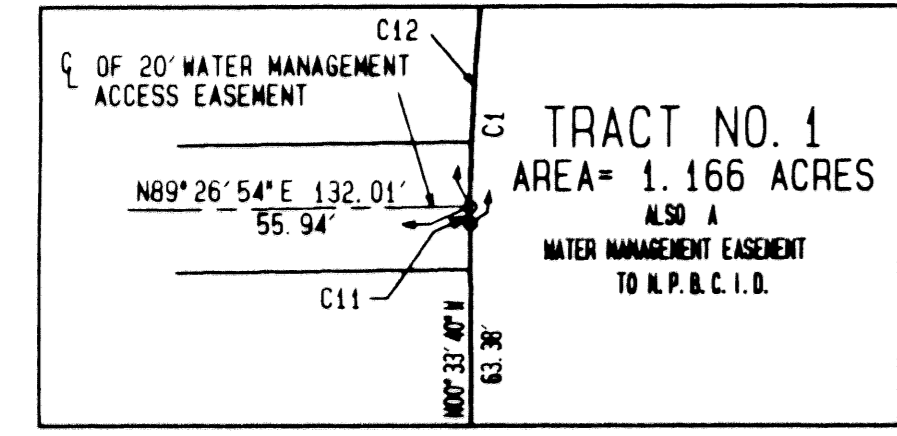 C12
℄ OF 20' WATER MANAGEMENT
ACCESS EASEMENT
C1
TRACT NO. 1
AREA= 1.166 ACRES
ALSO A
WATER MANAGEMENT EASEMENT
TO N.P.B.C.I.D.
N89°26'54"E 132.01'
55.94'
C11
N00°33'40"W
63.38'